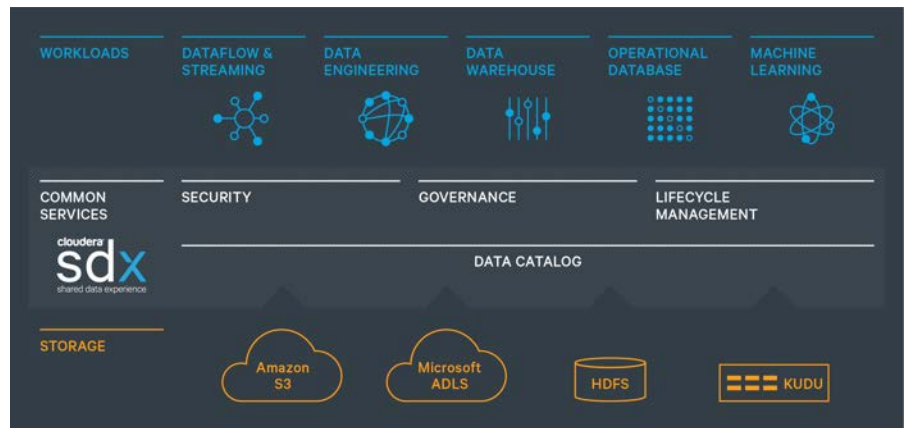 WORKLOADS
DATAFLOW &
STREAMING
DATA
ENGINEERING
DATA
WAREHOUSE
OPERATIONAL
DATABASE
MACHINE
LEARNING
COMMON
SERVICES
SECURITY
GOVERNANCE
LIFECYCLE
MANAGEMENT
cloudera
sdx
shared data experience
DATA CATALOG
STORAGE
Amazon
S3
Microsoft
ADLS
HDFS
KUDU